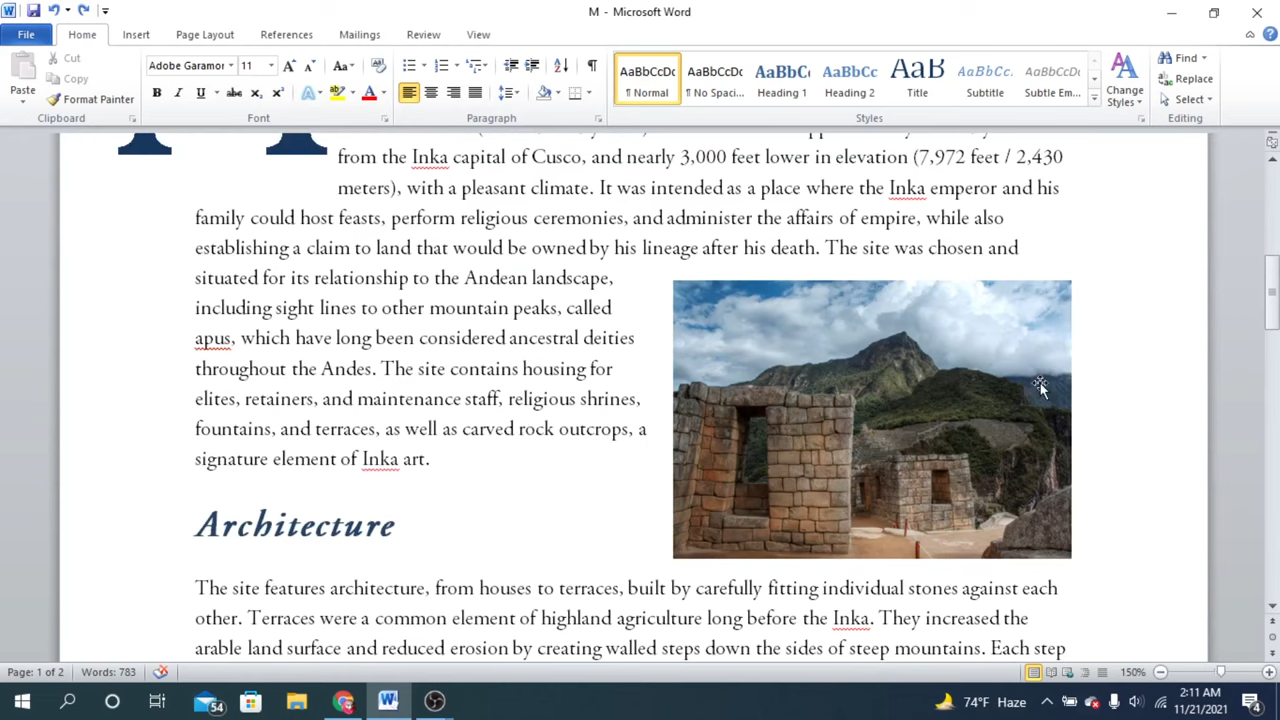 M - Microsoft Word
File Home Insert Page Layout References Mailings Review View
Paste
Cut
Copy
Format Painter
Clipboard
Adobe Garamor 11
Font
Paragraph
AaBbCcDc AaBbCcDc AaBbC AaBbCc AaB AaBbCc. AaBbCcDc
¶ Normal ¶ No Spaci... Heading 1 Heading 2 Title Subtitle Subtle Em...
Change
Styles
Styles
Find
Replace
Select
Editing
from the Inka capital of Cusco, and nearly 3,000 feet lower in elevation (7,972 feet / 2,430
meters), with a pleasant climate. It was intended as a place where the Inka emperor and his
family could host feasts, perform religious ceremonies, and administer the affairs of empire, while also
establishing a claim to land that would be owned by his lineage after his death. The site was chosen and
situated for its relationship to the Andean landscape,
including sight lines to other mountain peaks, called
apus, which have long been considered ancestral deities
throughout the Andes. The site contains housing for
elites, retainers, and maintenance staff, religious shrines,
fountains, and terraces, as well as carved rock outcrops, a
signature element of Inka art.
Architecture
The site features architecture, from houses to terraces, built by carefully fitting individual stones against each
other. Terraces were a common element of highland agriculture long before the Inka. They increased the
arable land surface and reduced erosion by creating walled steps down the sides of steep mountains. Each step
Page: 1 of 2 Words: 783 150%
54 74°F Haze 2:11 AM
11/21/2021 4